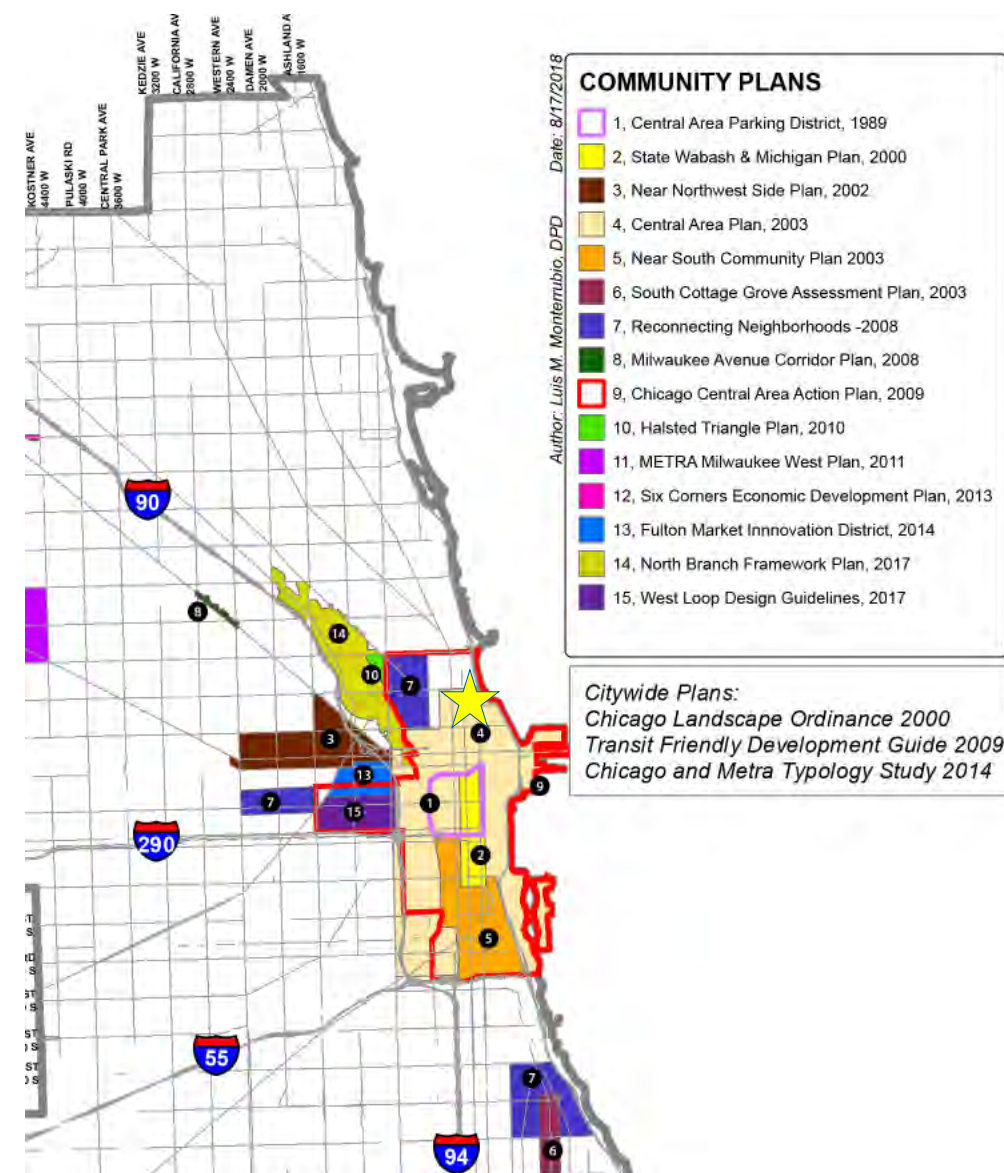 KOSTNER AVE
4400 W
PULASKI RD
4000 W
CENTRAL PARK AVE
3600 W
KEDZIE AVE
3200 W
CALIFORNIA AV
2800 W
WESTERN AVE
2400 W
DAMEN AVE
2000 W
ASHLAND A
1600 W
Date: 8/17/2018
Author: Luis M. Monterrubio, DPD
COMMUNITY PLANS
1, Central Area Parking District, 1989
2, State Wabash & Michigan Plan, 2000
3, Near Northwest Side Plan, 2002
4, Central Area Plan, 2003
5, Near South Community Plan 2003
6, South Cottage Grove Assessment Plan, 2003
7, Reconnecting Neighborhoods -2008
8, Milwaukee Avenue Corridor Plan, 2008
9, Chicago Central Area Action Plan, 2009
10, Halsted Triangle Plan, 2010
11, METRA Milwaukee West Plan, 2011
12, Six Corners Economic Development Plan, 2013
13, Fulton Market Innnovation District, 2014
14, North Branch Framework Plan, 2017
15, West Loop Design Guidelines, 2017
Citywide Plans:
Chicago Landscape Ordinance 2000
Transit Friendly Development Guide 2009
Chicago and Metra Typology Study 2014
90
8
14
10
7
3
4
13
9
7
1
15
290
2
5
ST
S
RD
S
ST
S
ST
S
ST
S
55
7
94
6